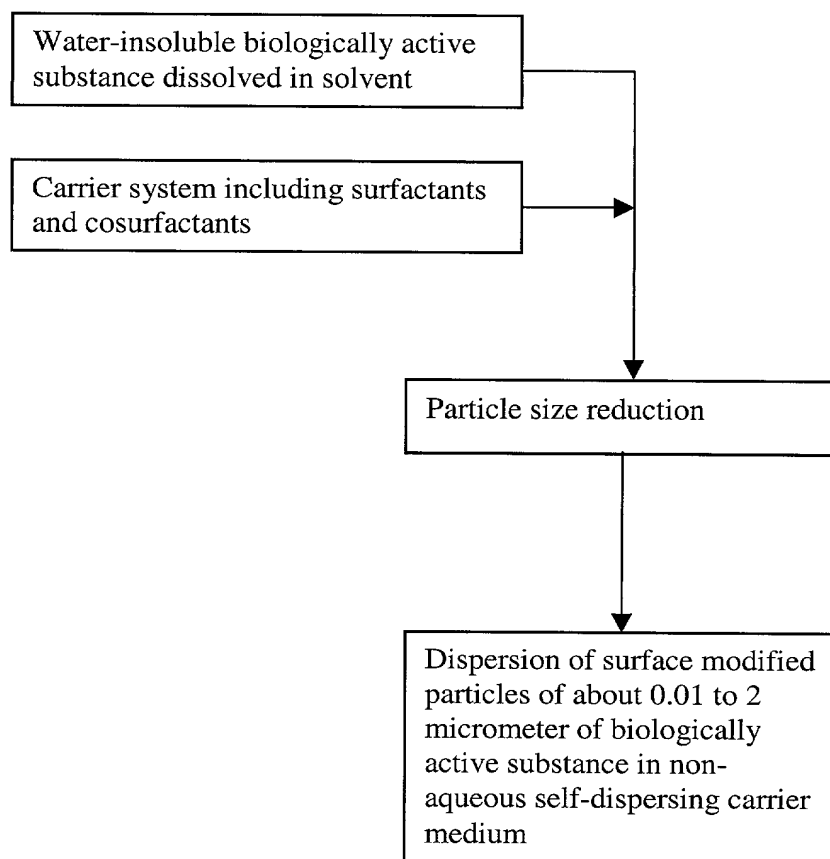 Water-insoluble biologically active
substance dissolved in solvent
Carrier system including surfactants
and cosurfactants
Particle size reduction
Dispersion of surface modified
particles of about 0.01 to 2
micrometer of biologically
active substance in non-
aqueous self-dispersing carrier
medium